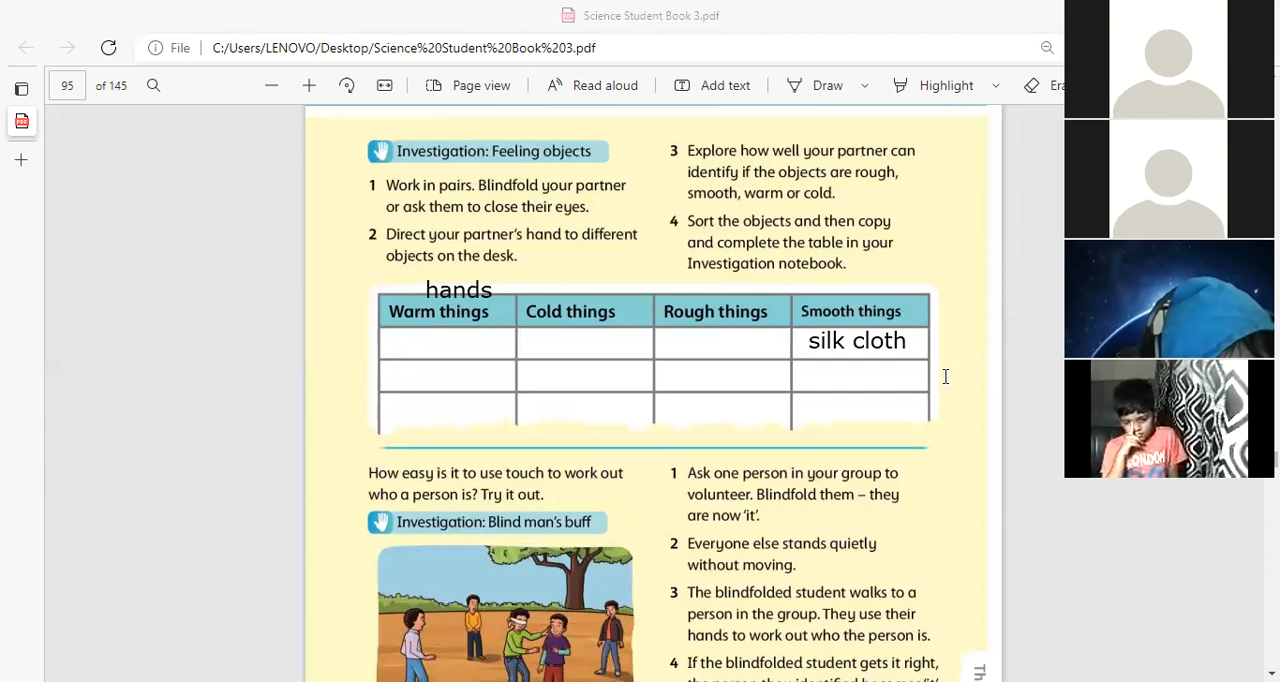 Science Student Book 3.pdf
File C:/Users/LENOVO/Desktop/Science%20Student%20Book%203.pdf
95 of 145 Page view Read aloud Add text Draw Highlight Era
Investigation: Feeling objects
1 Work in pairs. Blindfold your partner
or ask them to close their eyes.
2 Direct your partner's hand to different
objects on the desk.
3 Explore how well your partner can
identify if the objects are rough,
smooth, warm or cold.
4 Sort the objects and then copy
and complete the table in your
Investigation notebook.
hands
Warm things Cold things Rough things Smooth things
silk cloth
How easy is it to use touch to work out
who a person is? Try it out.
Investigation: Blind man's buff
1 Ask one person in your group to
volunteer. Blindfold them – they
are now 'it'.
2 Everyone else stands quietly
without moving.
3 The blindfolded student walks to a
person in the group. They use their
hands to work out who the person is.
4 If the blindfolded student gets it right,
Th
LONDON